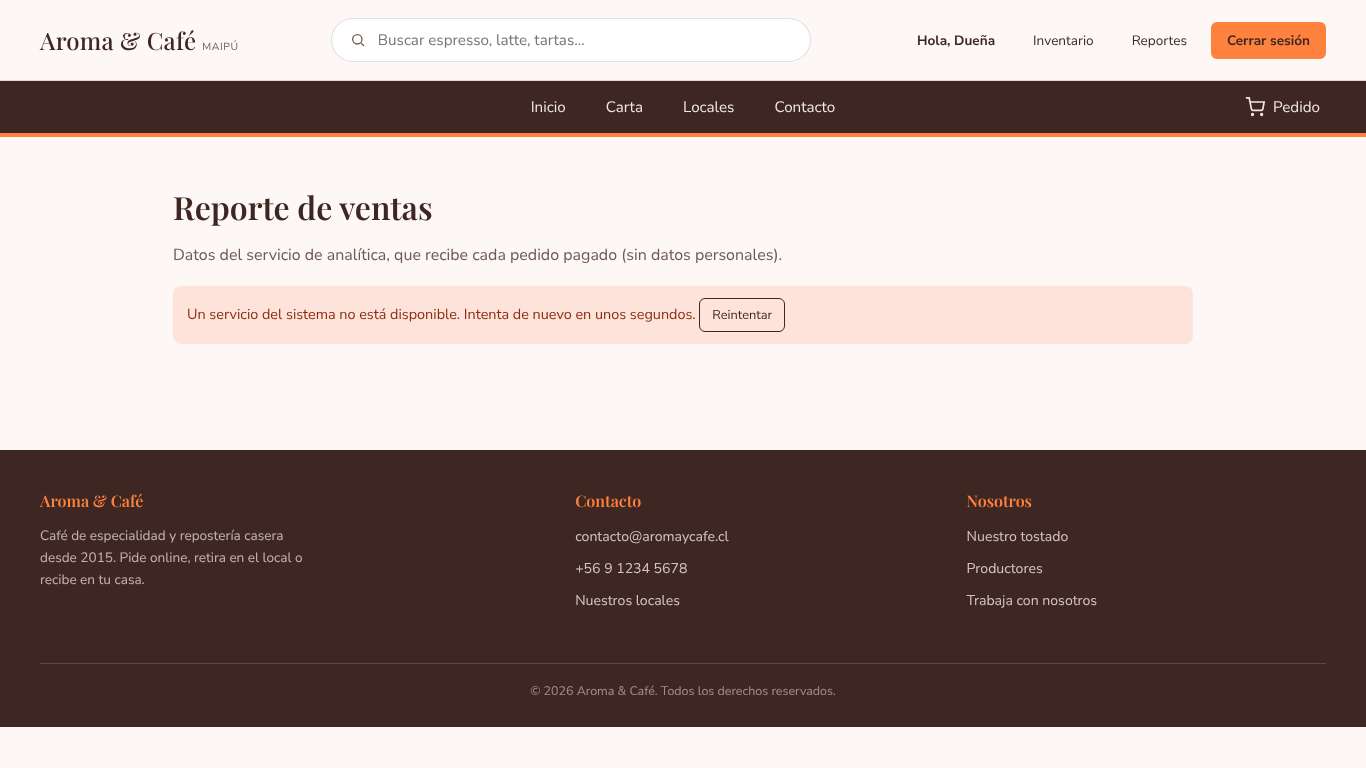 Aroma & Café MAIPÚ
Buscar espresso, latte, tartas...
Hola, Dueña
Inventario
Reportes
Cerrar sesión
Inicio
Carta
Locales
Contacto
Pedido
Reporte de ventas
Datos del servicio de analítica, que recibe cada pedido pagado (sin datos personales).
Un servicio del sistema no está disponible. Intenta de nuevo en unos segundos. Reintentar
Aroma & Café
Café de especialidad y repostería casera
desde 2015. Pide online, retira en el local o
recibe en tu casa.
Contacto
contacto@aromaycafe.cl
+56 9 1234 5678
Nuestros locales
Nosotros
Nuestro tostado
Productores
Trabaja con nosotros
© 2026 Aroma & Café. Todos los derechos reservados.